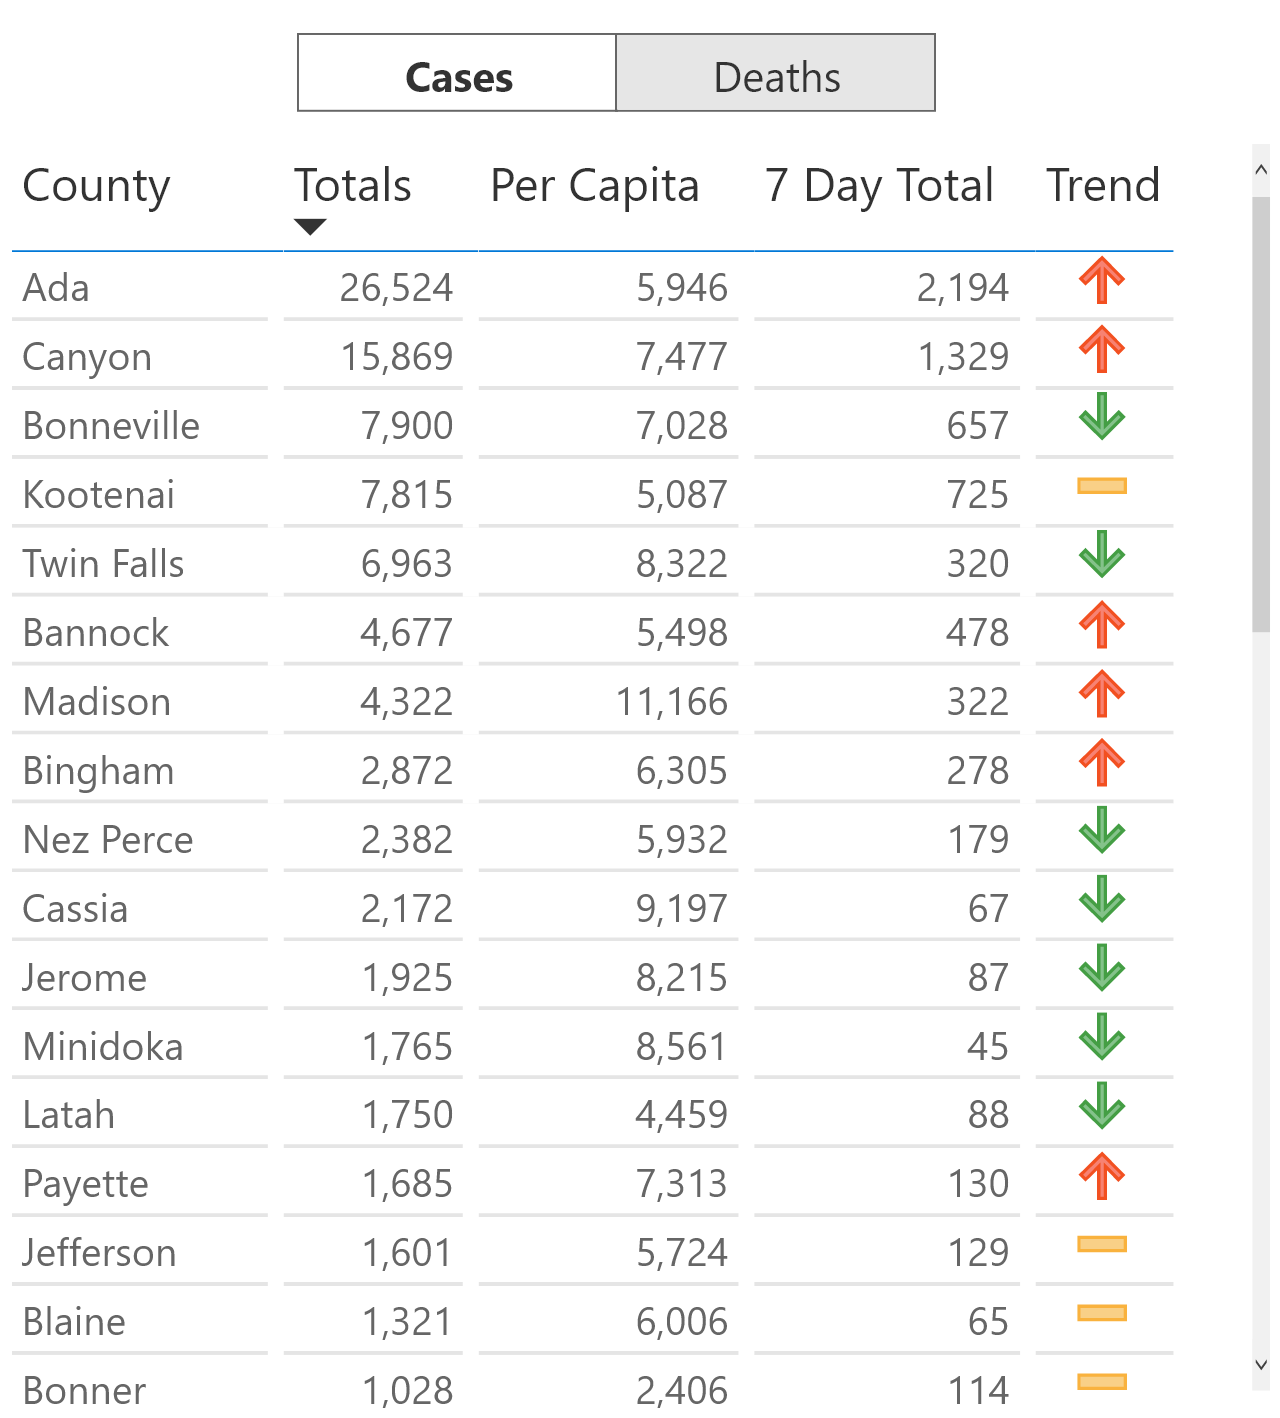 Cases Deaths
County Totals Per Capita 7 Day Total Trend
Ada 26,524 5,946 2,194
Canyon 15,869 7,477 1,329
Bonneville 7,900 7,028 657
Kootenai 7,815 5,087 725
Twin Falls 6,963 8,322 320
Bannock 4,677 5,498 478
Madison 4,322 11,166 322
Bingham 2,872 6,305 278
Nez Perce 2,382 5,932 179
Cassia 2,172 9,197 67
Jerome 1,925 8,215 87
Minidoka 1,765 8,561 45
Latah 1,750 4,459 88
Payette 1,685 7,313 130
Jefferson 1,601 5,724 129
Blaine 1,321 6,006 65
Bonner 1,028 2,406 114